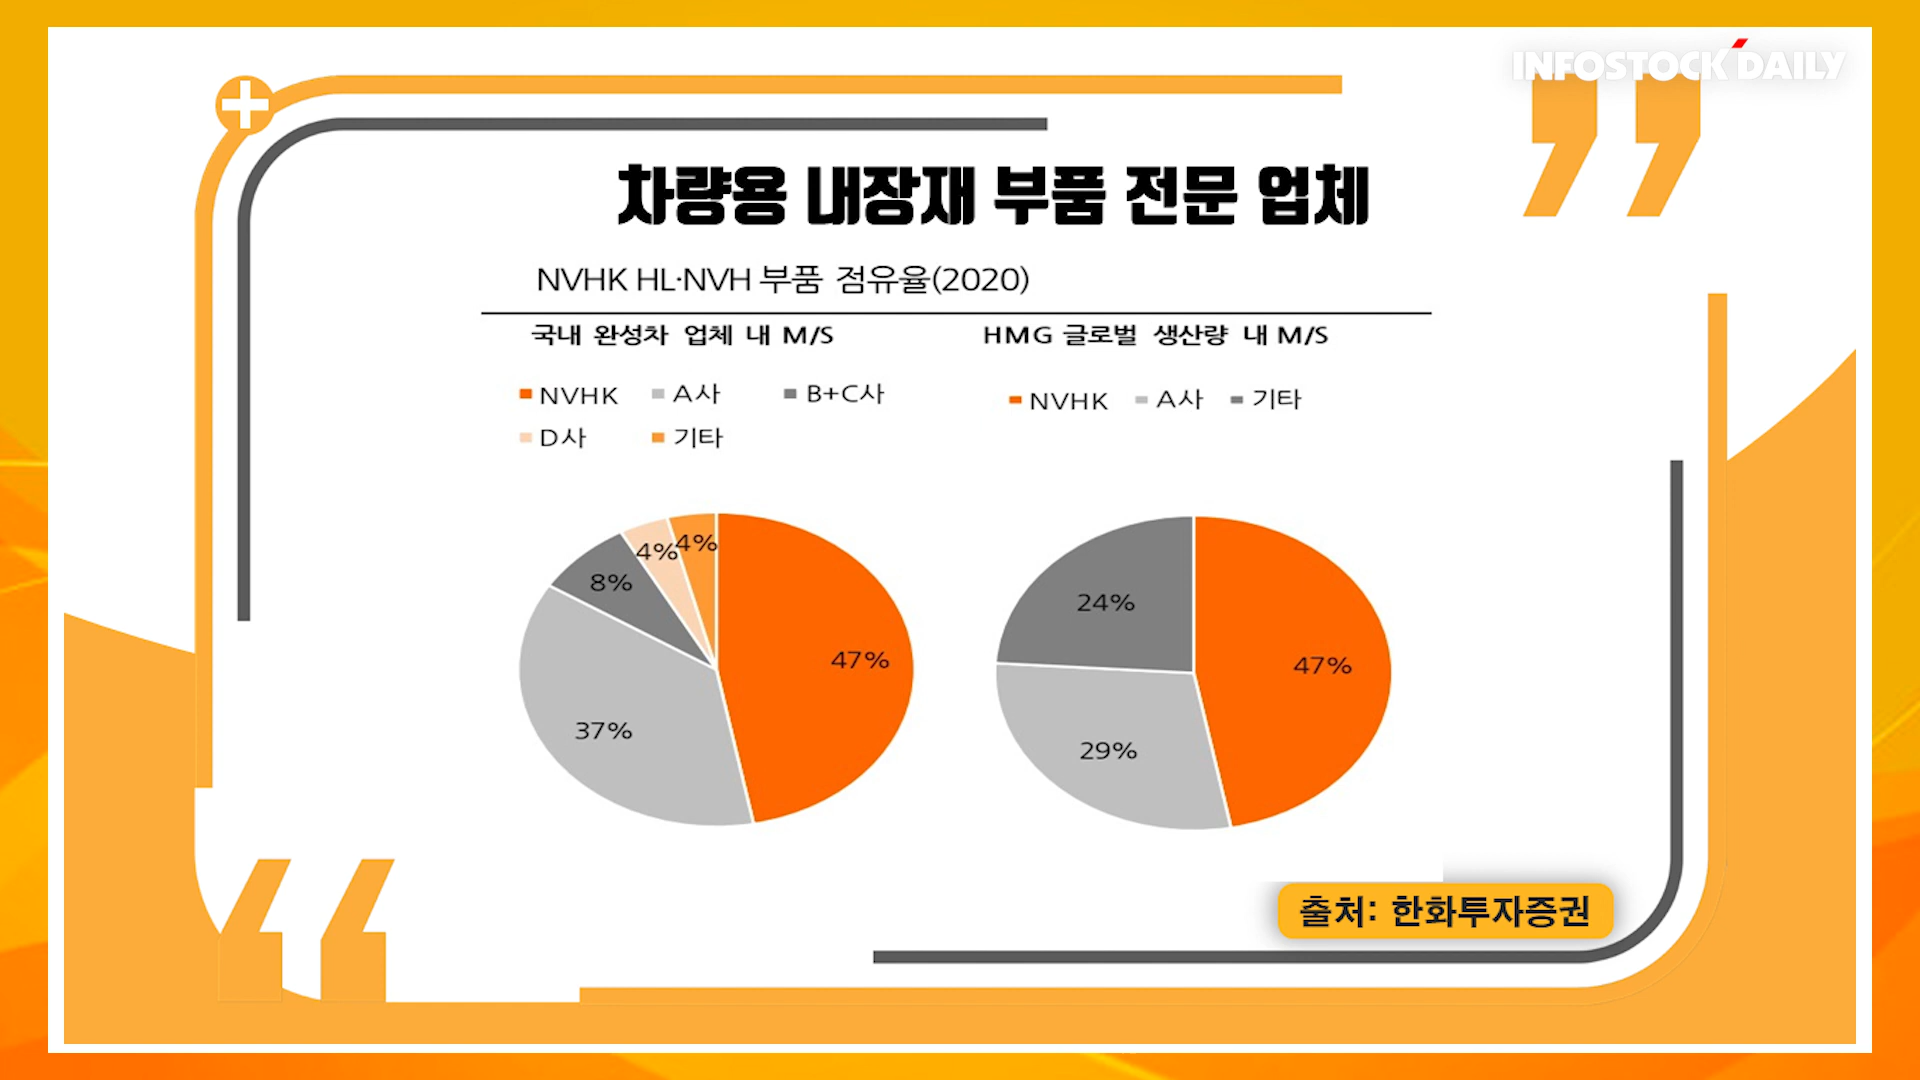 INFOSTOCK DAILY
차량용 내장재 부품 전문 업체
NVHK HL·NVH 부품 점유율(2020)
국내 완성차 업체 내 M/S
NVHK A사 B+C사
D사 기타
4% 4%
8%
47%
37%
HMG 글로벌 생산량 내 M/S
NVHK A사 기타
24%
47%
29%
출처: 한화투자증권